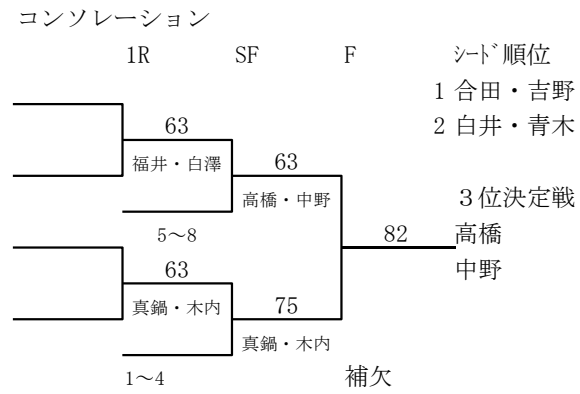 コンソレーション
1R SF F ｼｰﾄﾞ順位
1 合田・吉野
2 白井・青木
63
福井・白澤 63
高橋・中野 ３位決定戦
5～8 82 高橋
63 中野
真鍋・木内 75
真鍋・木内
1～4 補欠